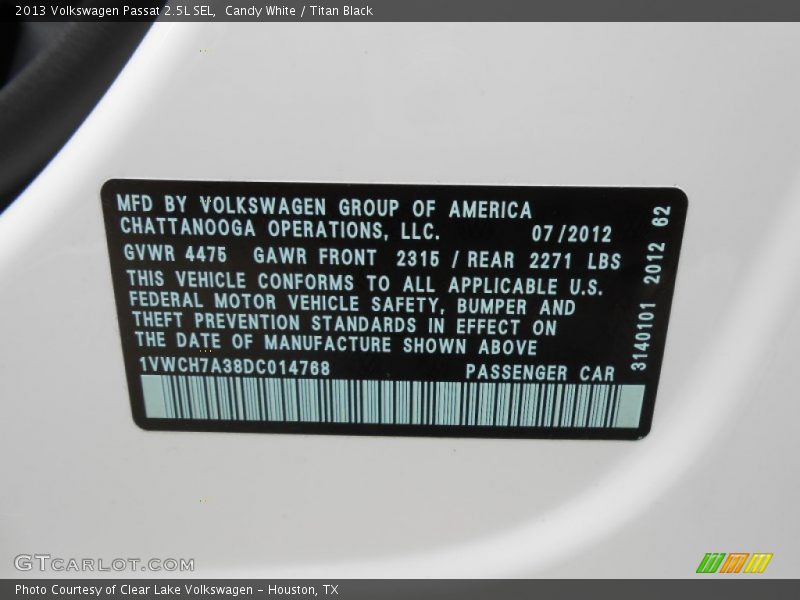 2013 Volkswagen Passat 2.5L SEL,  Candy White / Titan Black
MFD BY VOLKSWAGEN GROUP OF AMERICA
CHATTANOOGA OPERATIONS, LLC. 07/2012
GVWR 4475 GAWR FRONT 2315 / REAR 2271 LBS
THIS VEHICLE CONFORMS TO ALL APPLICABLE U.S.
FEDERAL MOTOR VEHICLE SAFETY, BUMPER AND
THEFT PREVENTION STANDARDS IN EFFECT ON
THE DATE OF MANUFACTURE SHOWN ABOVE
1VWCH7A38DC014768 PASSENGER CAR
3140101 2012 62
GTCARLOT.COM
Photo Courtesy of Clear Lake Volkswagen – Houston, TX